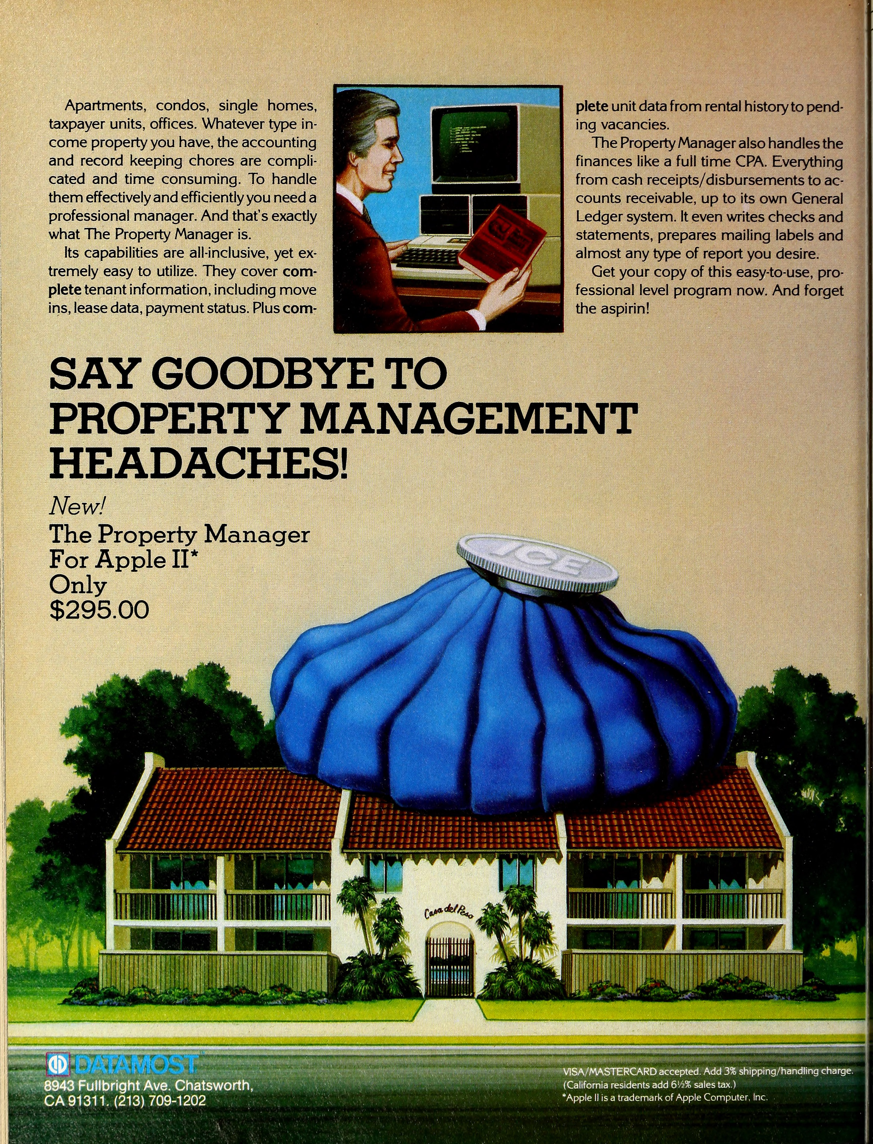 Apartments, condos, single homes,
taxpayer units, offices. Whatever type in-
come property you have, the accounting
and record keeping chores are compli-
cated and time consuming. To handle
them effectively and efficiently you need a
professional manager. And that's exactly
what The Property Manager is.
Its capabilities are all-inclusive, yet ex-
tremely easy to utilize. They cover com-
plete tenant information, including move
ins, lease data, payment status. Plus com-
plete unit data from rental history to pend-
ing vacancies.
The Property Manager also handles the
finances like a full time CPA. Everything
from cash receipts/disbursements to ac-
counts receivable, up to its own General
Ledger system. It even writes checks and
statements, prepares mailing labels and
almost any type of report you desire.
Get your copy of this easy-to-use, pro-
fessional level program now. And forget
the aspirin!
SAY GOODBYE TO
PROPERTY MANAGEMENT
HEADACHES!
New!
The Property Manager
For Apple II*
Only
$295.00
ICE
Casa del Peso
DATAMOST
8943 Fullbright Ave. Chatsworth,
CA 91311. (213) 709-1202
VISA/MASTERCARD accepted. Add 3% shipping/handling charge.
(California residents add 6½% sales tax.)
*Apple II is a trademark of Apple Computer, Inc.